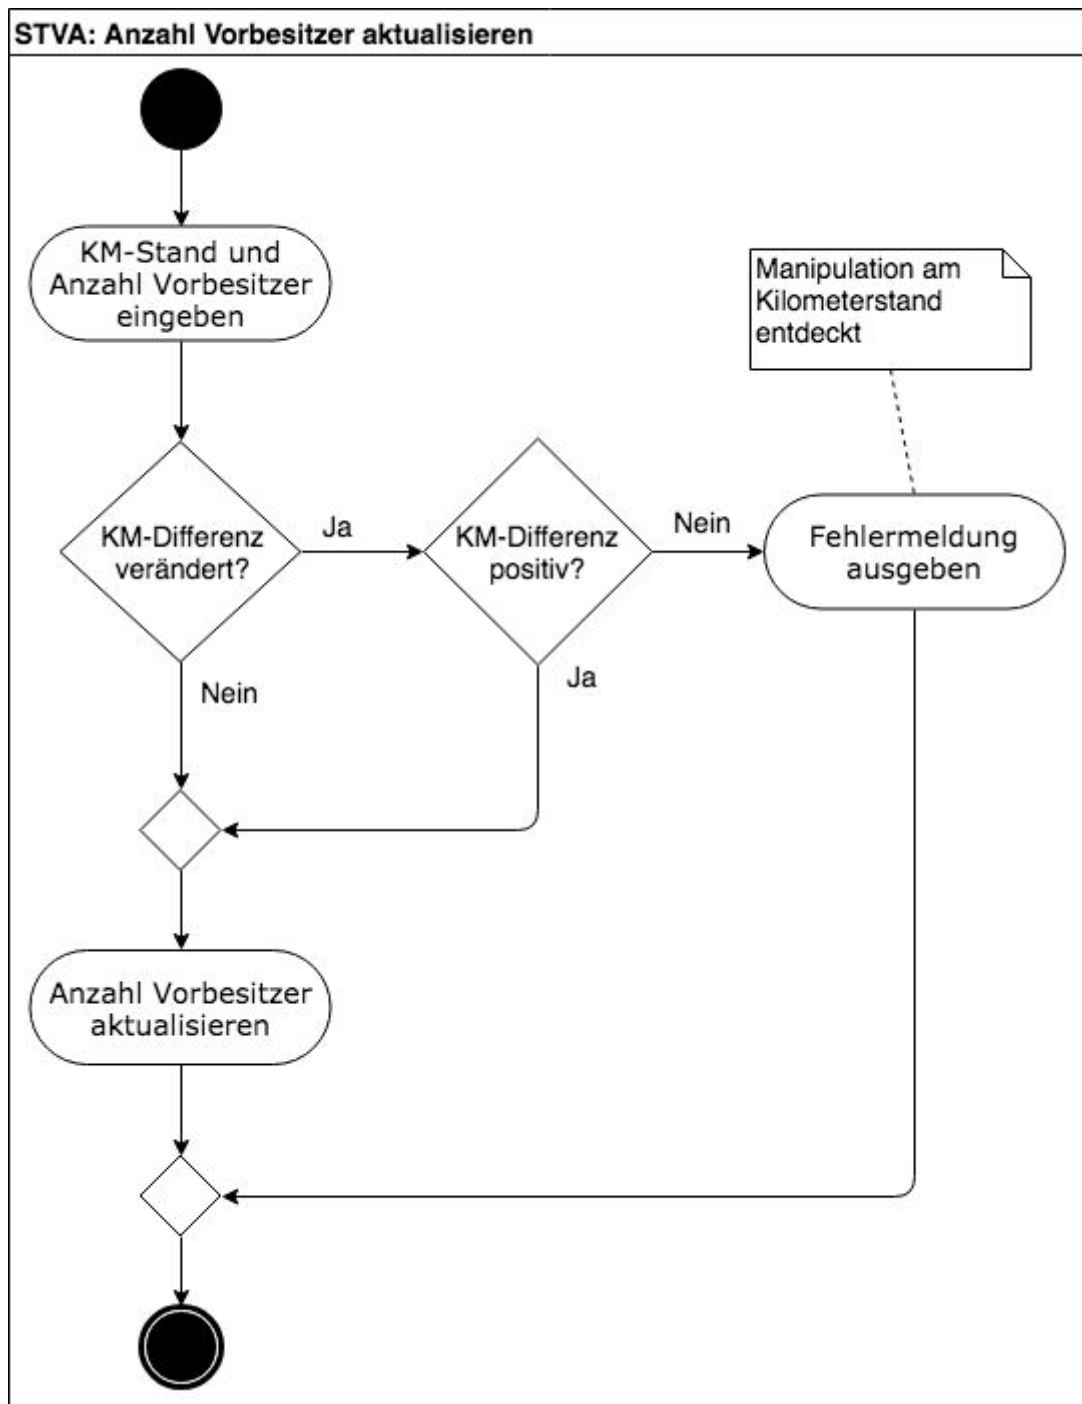 STVA: Anzahl Vorbesitzer aktualisieren
KM-Stand und
Anzahl Vorbesitzer
eingeben
Manipulation am
Kilometerstand
entdeckt
KM-Differenz
verändert?
Ja
KM-Differenz
positiv?
Nein
Fehlermeldung
ausgeben
Nein
Ja
Anzahl Vorbesitzer
aktualisieren